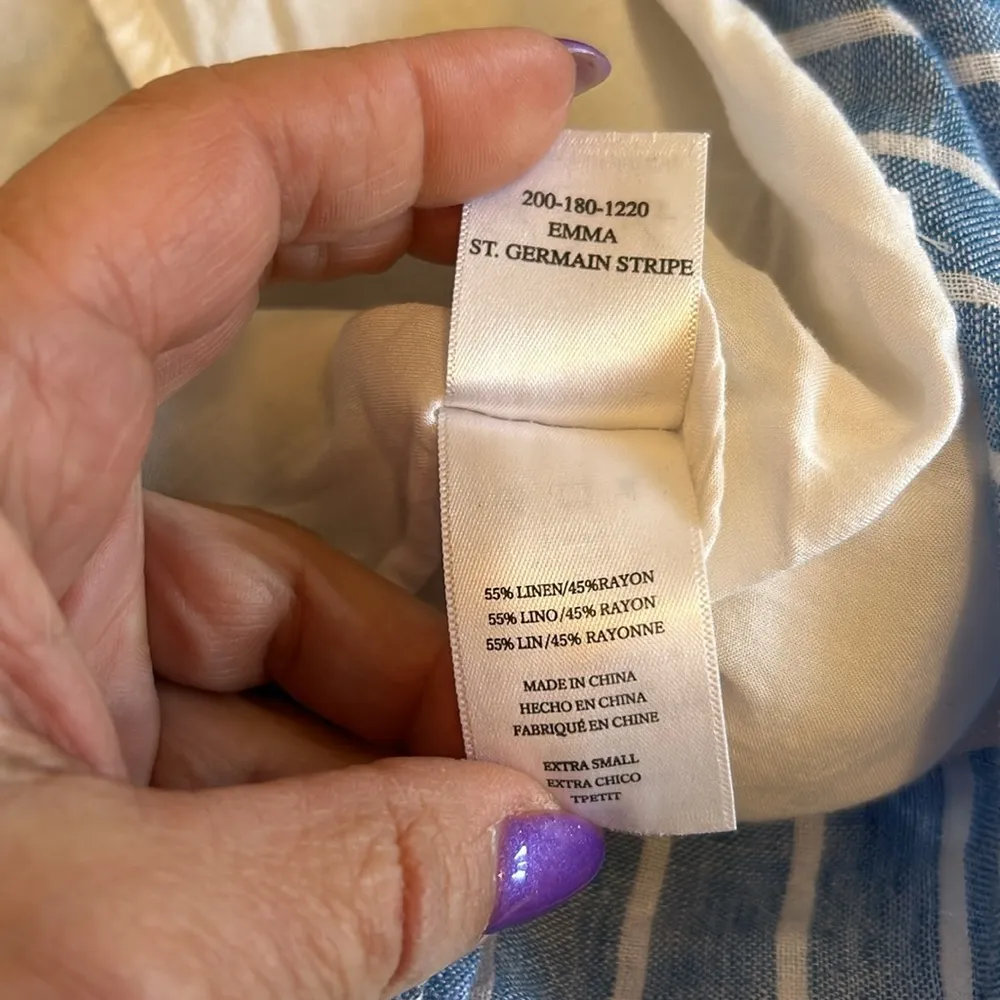 200-180-1220
EMMA
ST. GERMAIN STRIPE
55% LINEN/45%RAYON
55% LINO/45% RAYON
55% LIN/45% RAYONNE
MADE IN CHINA
HECHO EN CHINA
FABRIQUÉ EN CHINE
EXTRA SMALL
EXTRA CHICO
TPETIT